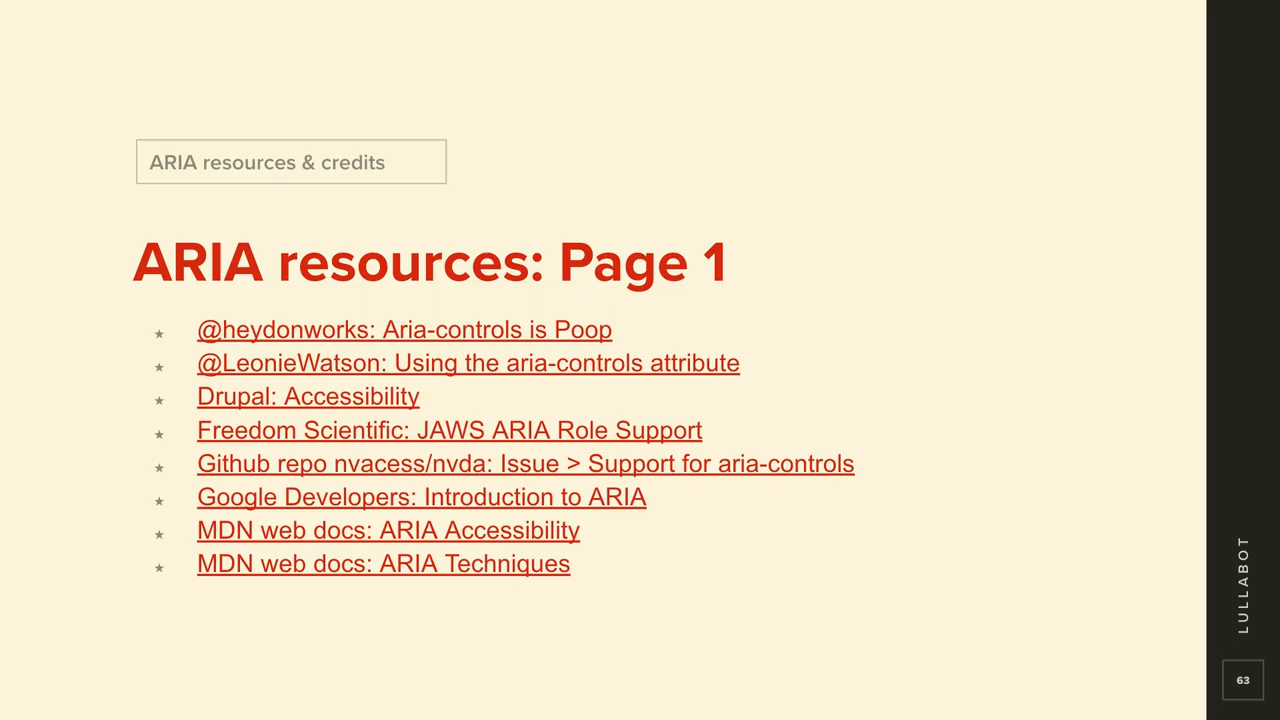 ARIA resources & credits
ARIA resources: Page 1
@heydonworks: Aria-controls is Poop
@LeonieWatson: Using the aria-controls attribute
Drupal: Accessibility
Freedom Scientific: JAWS ARIA Role Support
Github repo nvacess/nvda: Issue > Support for aria-controls
Google Developers: Introduction to ARIA
MDN web docs: ARIA Accessibility
MDN web docs: ARIA Techniques
LULLABOT
63